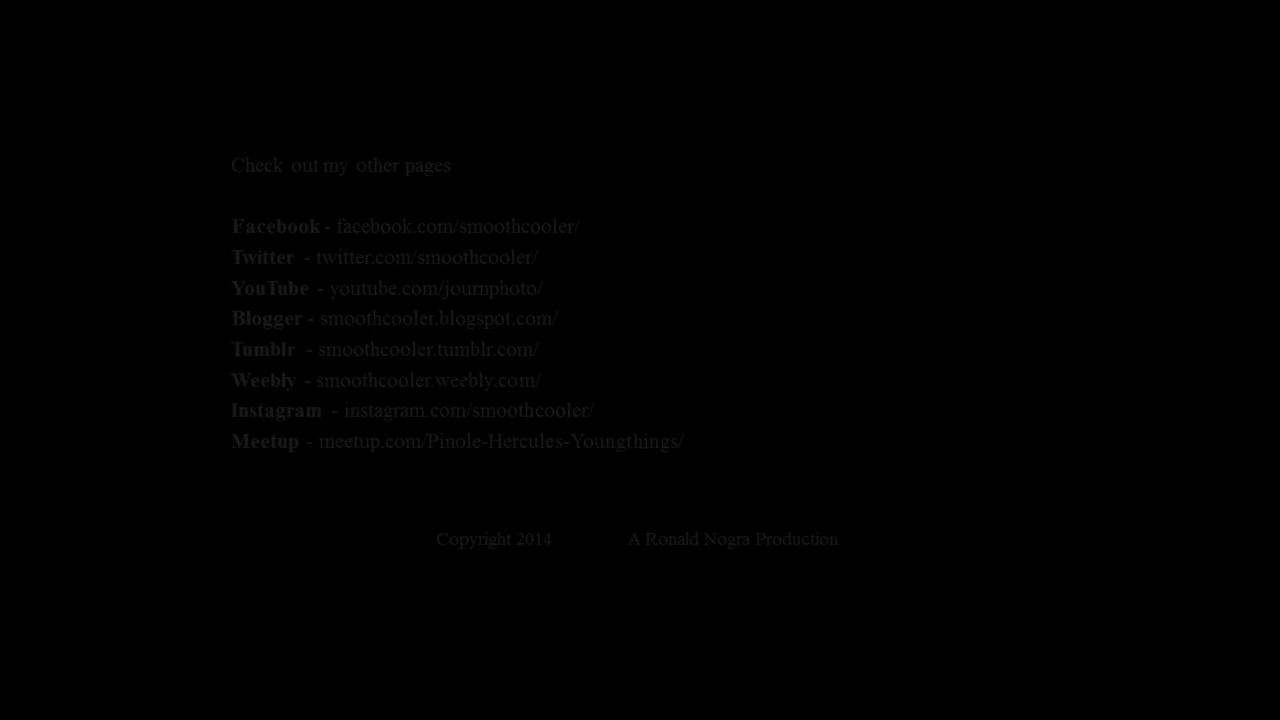 Check out my other pages
Facebook - facebook.com/smoothcooler/
Twitter - twitter.com/smoothcooler/
YouTube - youtube.com/journphoto/
Blogger - smoothcooler.blogspot.com/
Tumblr - smoothcooler.tumblr.com/
Weebly - smoothcooler.weebly.com/
Instagram - instagram.com/smoothcooler/
Meetup - meetup.com/Pinole-Hercules-Youngthings/
Copyright 2014 A Ronald Nogra Production